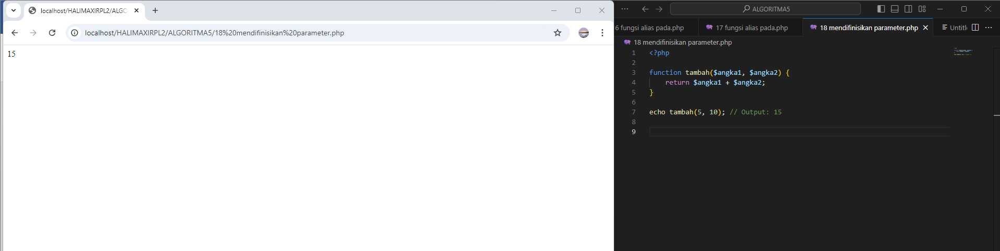 localhost/HALIMAXIRPL2/ALGO
localhost/HALIMAXIRPL2/ALGORITMA5/18%20mendifinisikan%20parameter.php
15
ALGORITMA5
6 fungsi alias pada.php
17 fungsi alias pada.php
18 mendifinisikan parameter.php
Untitle
18 mendifinisikan parameter.php
1 <?php
2
3 function tambah($angka1, $angka2) {
4 return $angka1 + $angka2;
5 }
6
7 echo tambah(5, 10); // Output: 15
8
9